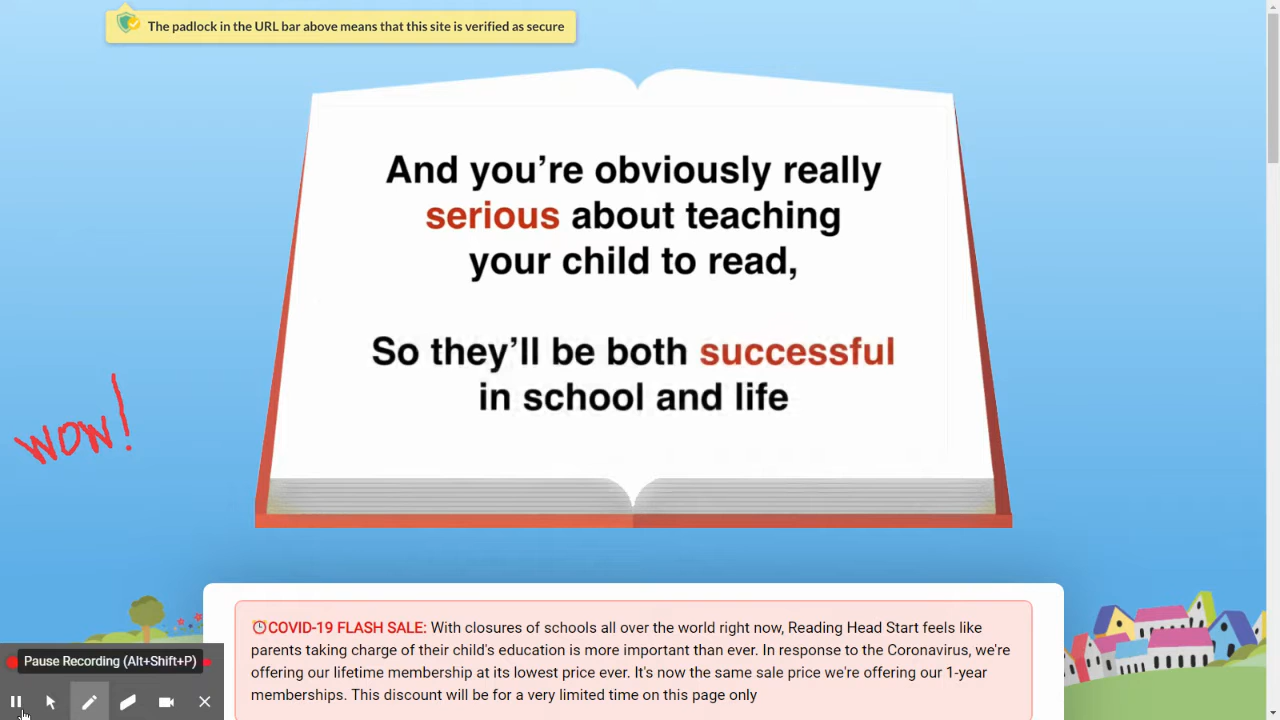 The padlock in the URL bar above means that this site is verified as secure
And you're obviously really
serious about teaching
your child to read,
So they'll be both successful
in school and life
wow!
COVID-19 FLASH SALE: With closures of schools all over the world right now, Reading Head Start feels like
parents taking charge of their child's education is more important than ever. In response to the Coronavirus, we're
offering our lifetime membership at its lowest price ever. It's now the same sale price we're offering our 1-year
memberships. This discount will be for a very limited time on this page only
Pause Recording (Alt+Shift+P)